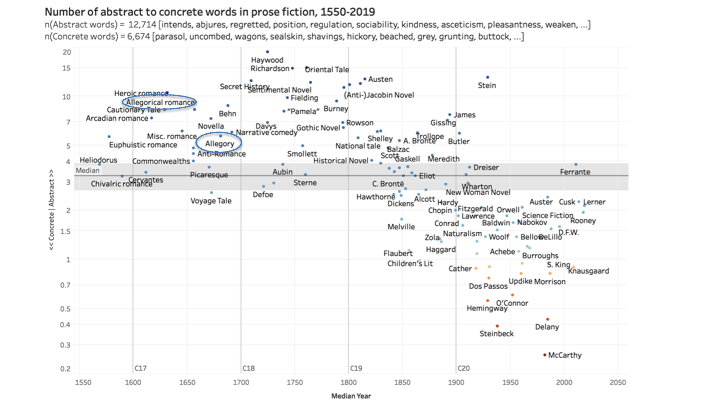 Number of abstract to concrete words in prose fiction, 1550-2019
n(Abstract words) = 12,714 [intends, abjures, regretted, position, regulation, sociability, kindness, asceticism, pleasantness, weaken, ...]
n(Concrete words) = 6,674 [parasol, uncombed, wagons, sealskin, shavings, hickory, beached, grey, grunting, buttock, ...]
20
Haywood
15
Richardson
Oriental Tale
Secret History
Austen
Stein
Sentimental Novel
10
Heroic romance
Fielding
(Anti-)Jacobin Novel
Allegorical romance
Cautionary Tale
Behn
"Pamela"
Burney
James
Arcadian romance
7
Novella
Davys
Gothic Novel
Rowson
Gissing
Misc. romance
Narrative comedy
Shelley
Trollope
5
Euphuistic romance
Allegory
National tale
A. Brontë
Butler
Anti-Romance
Smollett
Balzac
Scott
4
Heliodorus
Commonwealths
Historical Novel
Gaskell
Meredith
Median
Picaresque
Aubin
Dreiser
Ferrante
Cervantes
Eliot
3
Chivalric romance
Sterne
C. Brontë
Wharton
Voyage Tale
Defoe
Hawthorne
New Woman Novel
Dickens
Alcott
Hardy
Auster
Cusk
Lerner
2
Chopin
Fitzgerald
Orwell
Lawrence
Science Fiction
Melville
Conrad
Baldwin
Nabokov
Rooney
1.5
Zola
Naturalism
Woolf
Bellow
DeLillo
D.F.W.
Flaubert
Haggard
Achebe
Burroughs
1
Children's Lit
Cather
S. King
Knausgaard
0.7
Dos Passos
Updike
Morrison
0.5
Hemingway
O'Connor
0.4
Steinbeck
Delany
0.3
McCarthy
0.2
C17
C18
C19
C20
<< Concrete | Abstract >>
1550
1600
1650
1700
1750
1800
1850
1900
1950
2000
2050
Median Year